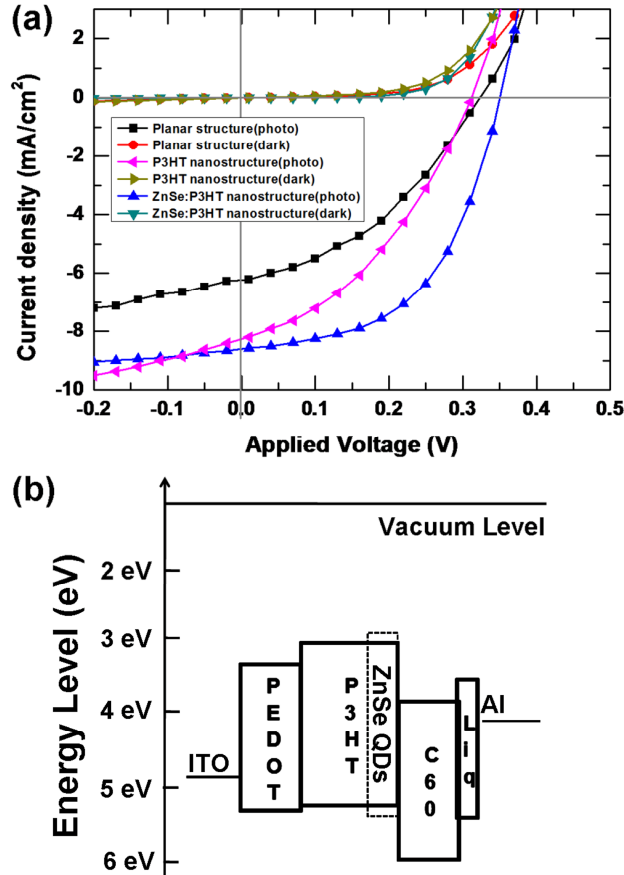 (a)
2
0
-2
-4
-6
-8
-10
Current density (mA/cm²)
Planar structure(photo)
Planar structure(dark)
P3HT nanostructure(photo)
P3HT nanostructure(dark)
ZnSe:P3HT nanostructure(photo)
ZnSe:P3HT nanostructure(dark)
-0.2 -0.1 0.0 0.1 0.2 0.3 0.4 0.5
Applied Voltage (V)
(b)
Vacuum Level
Energy Level (eV)
2 eV
3 eV
4 eV
5 eV
6 eV
ITO
PEDOT
P3HT
ZnSe QDs
C60
Liq
Al